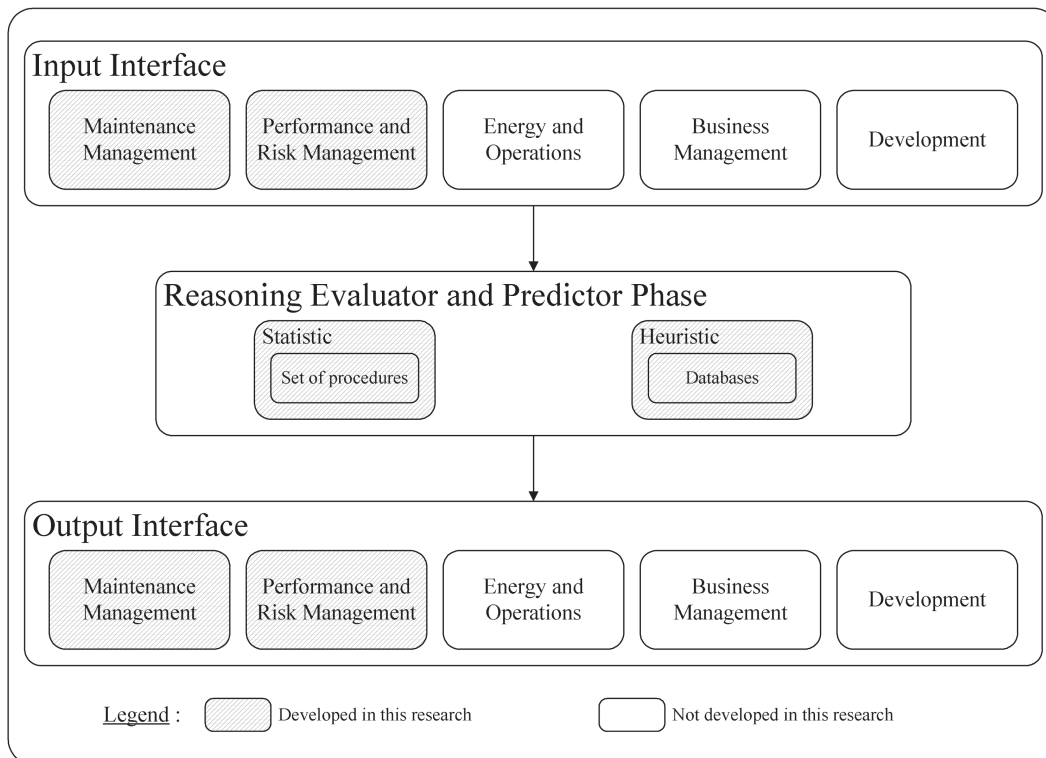 Input Interface
Maintenance
Management
Performance and
Risk Management
Energy and
Operations
Business
Management
Development
Reasoning Evaluator and Predictor Phase
Statistic
Set of procedures
Heuristic
Databases
Output Interface
Maintenance
Management
Performance and
Risk Management
Energy and
Operations
Business
Management
Development
Legend :
Developed in this research
Not developed in this research